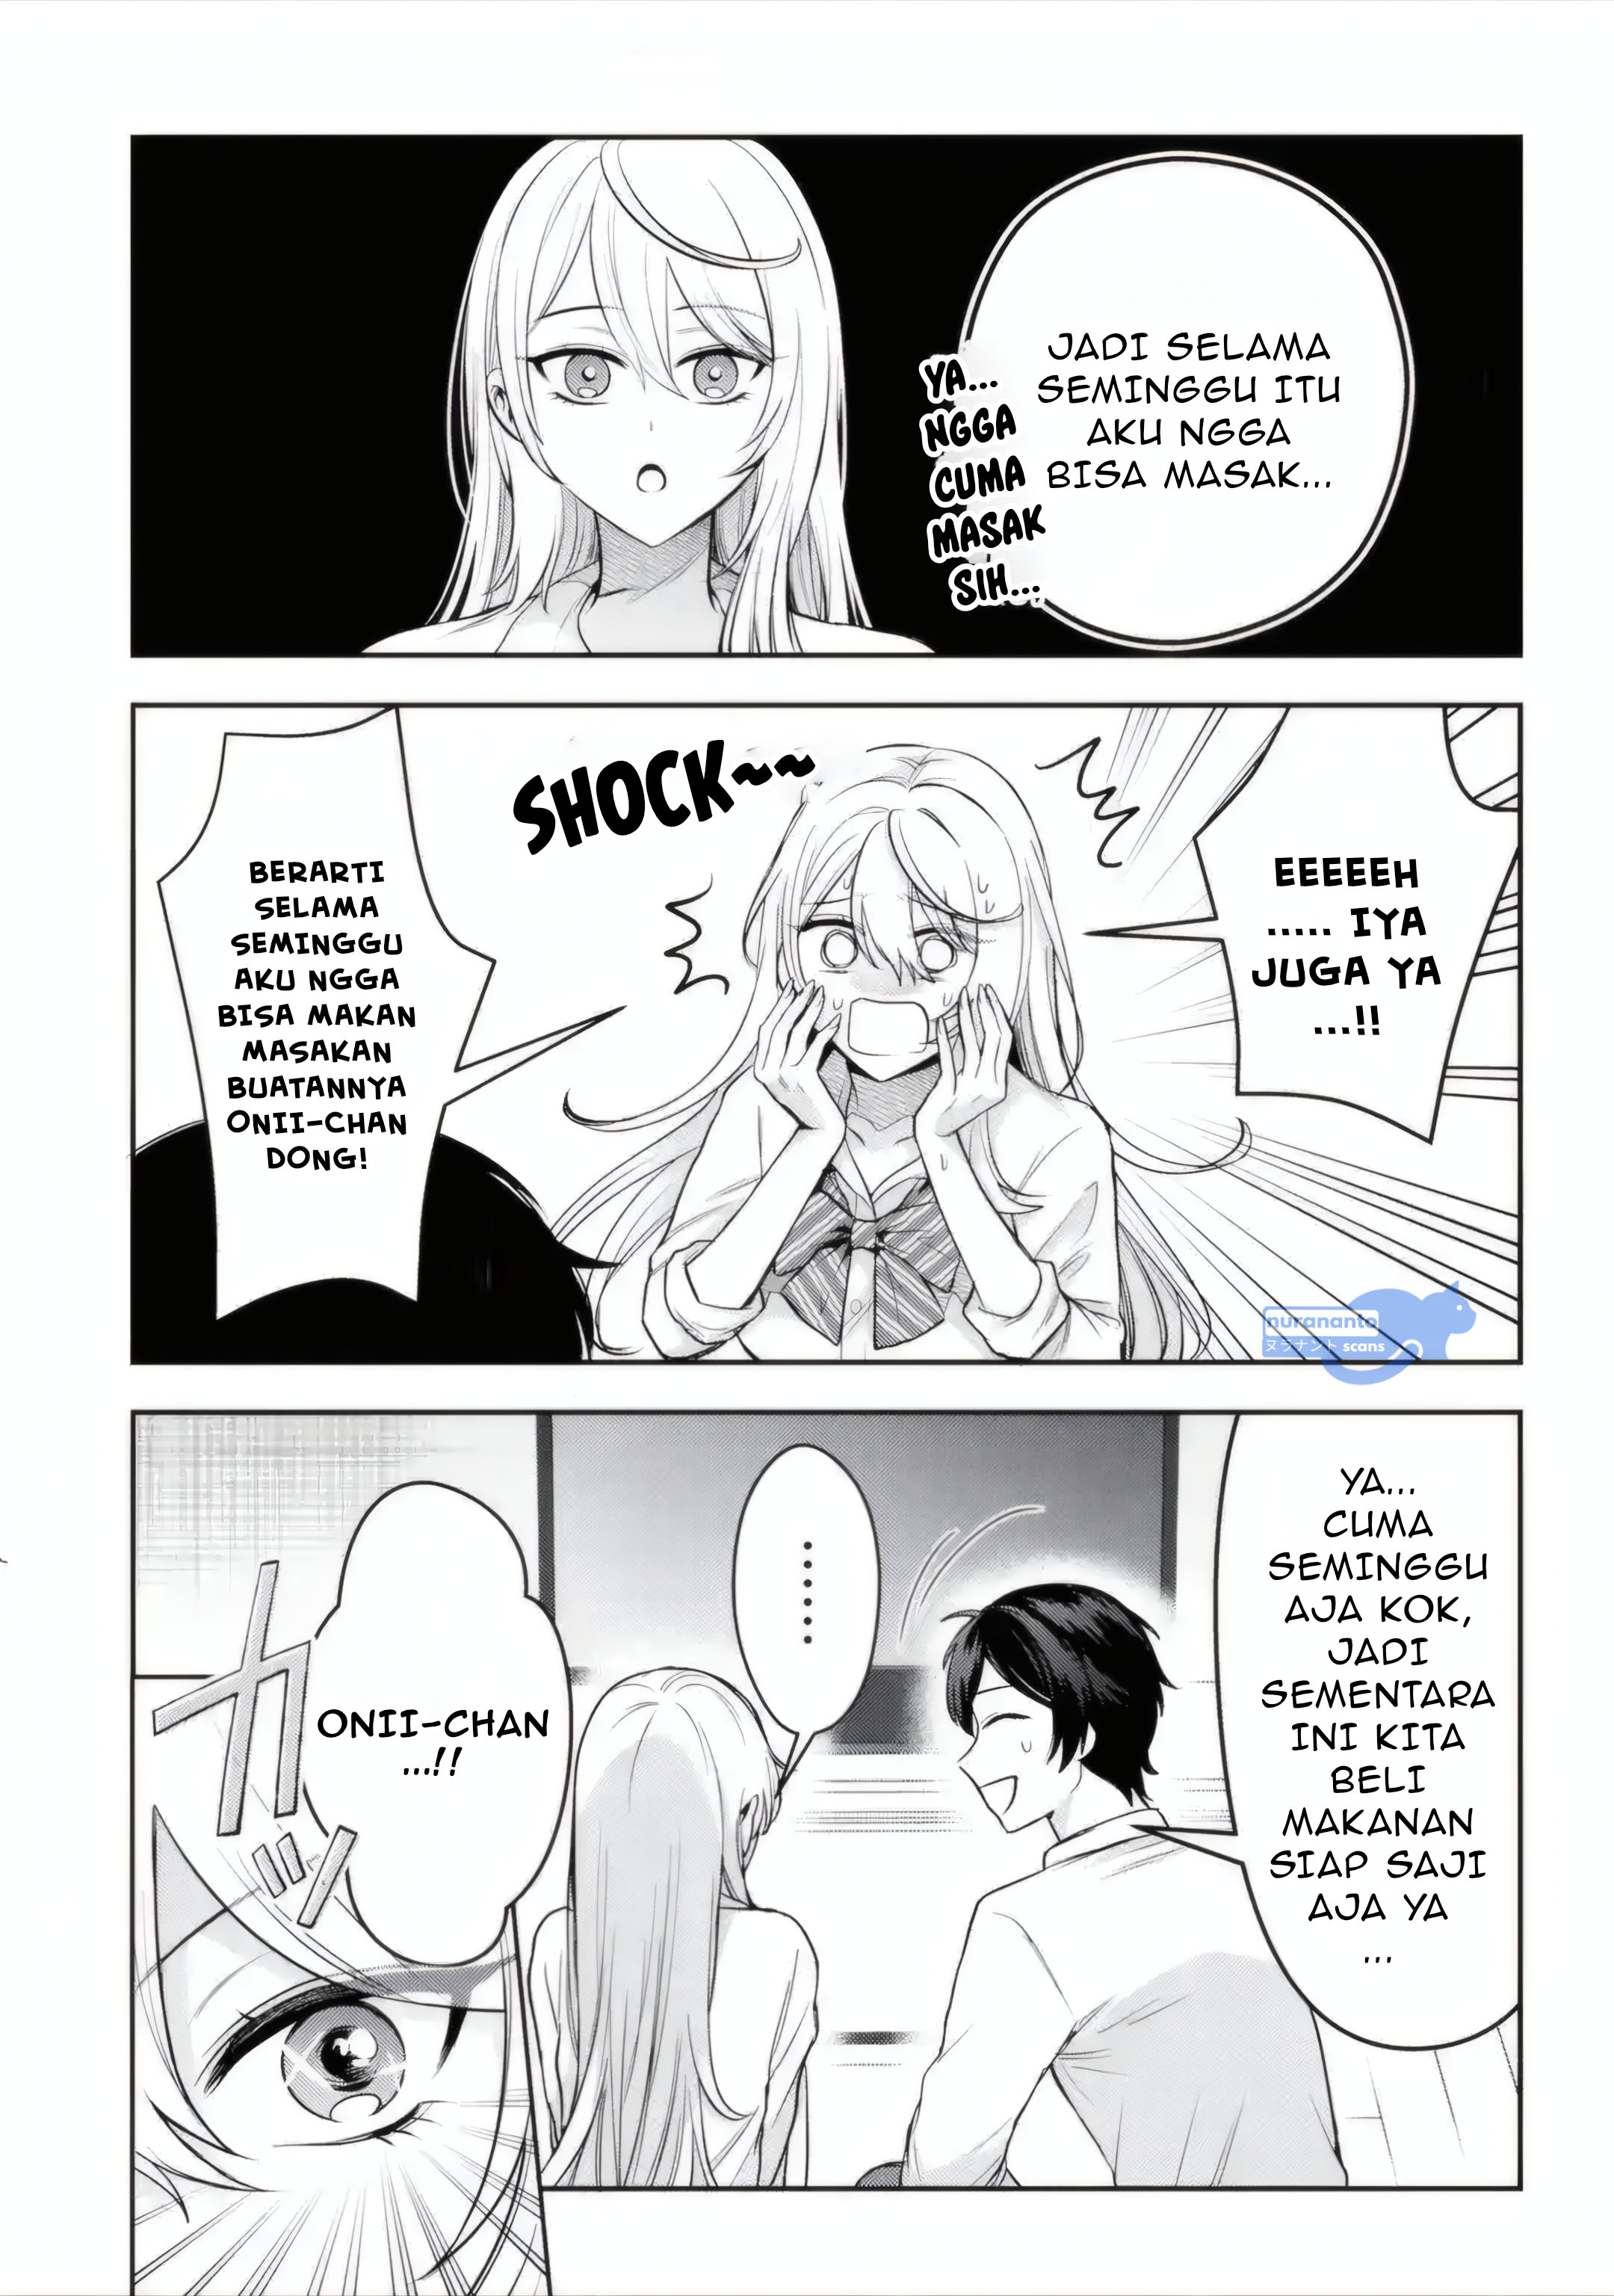 JADI SELAMA
SEMINGGU ITU
AKU NGGA
BISA MASAK...
YA...
NGGA
CUMA
MASAK
SIH...
EEEEEH
..... IYA
JUGA YA
...!!
SHOCK~~
BERARTI
SELAMA
SEMINGGU
AKU NGGA
BISA MAKAN
MASAKAN
BUATANNYA
ONII-CHAN
DONG!
nurananto
ヌラナント scans
YA...
CUMA
SEMINGGU
AJA KOK,
JADI
SEMENTARA
INI KITA
BELI
MAKANAN
SIAP SAJI
AJA YA
...
......
ONII-CHAN
...!!
カッ